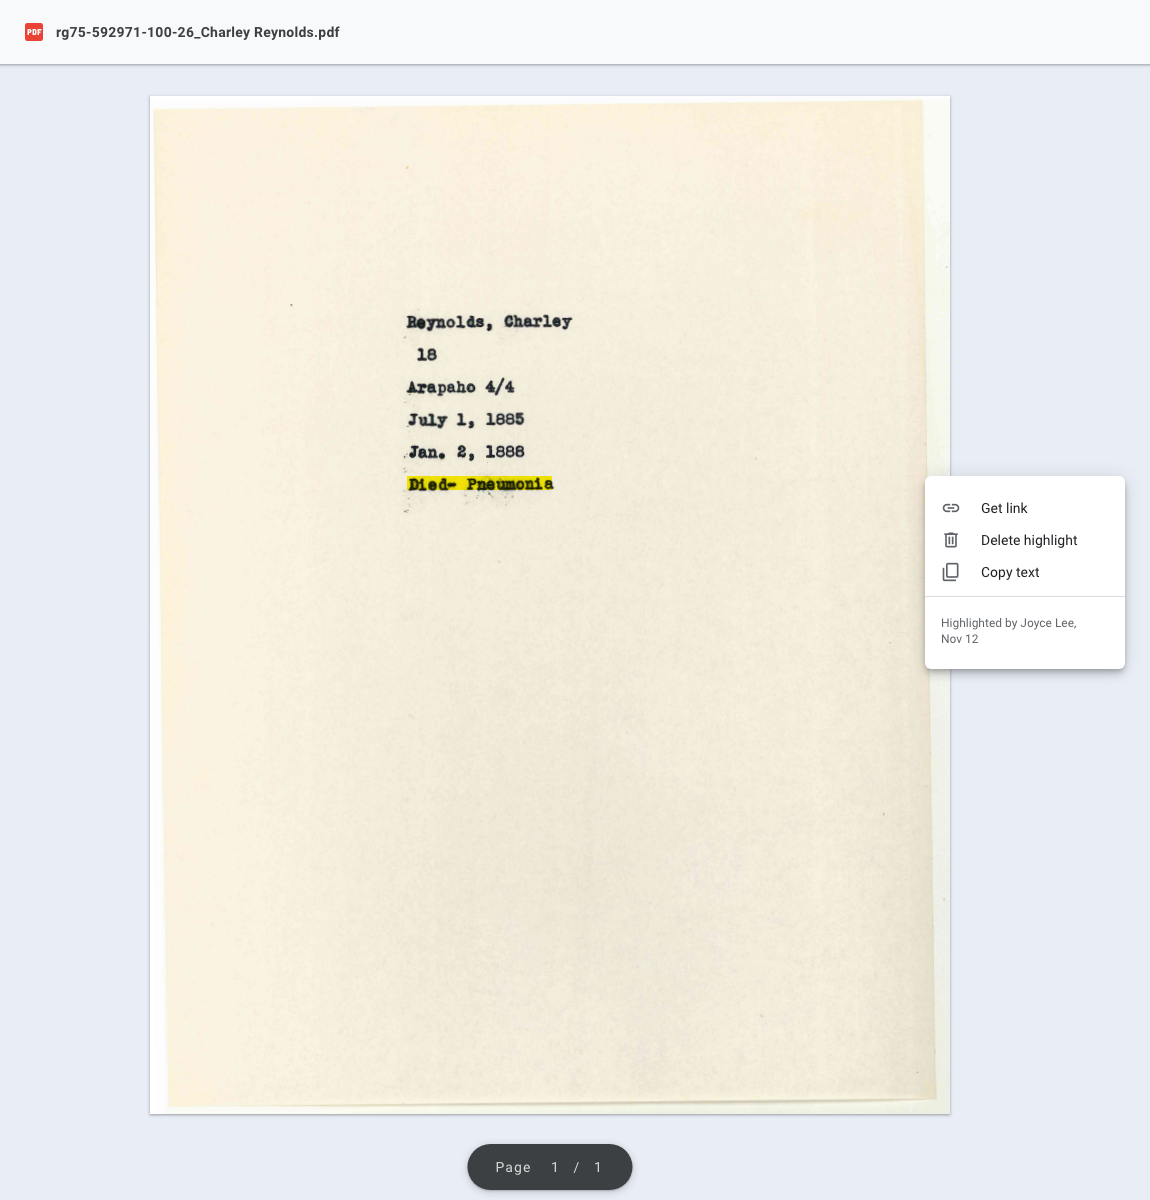 PDF rg75-592971-100-26_Charley Reynolds.pdf
Reynolds, Charley
18
Arapaho 4/4
July 1, 1885
Jan. 2, 1888
Died- Pneumonia
Get link
Delete highlight
Copy text
Highlighted by Joyce Lee,
Nov 12
Page 1 / 1